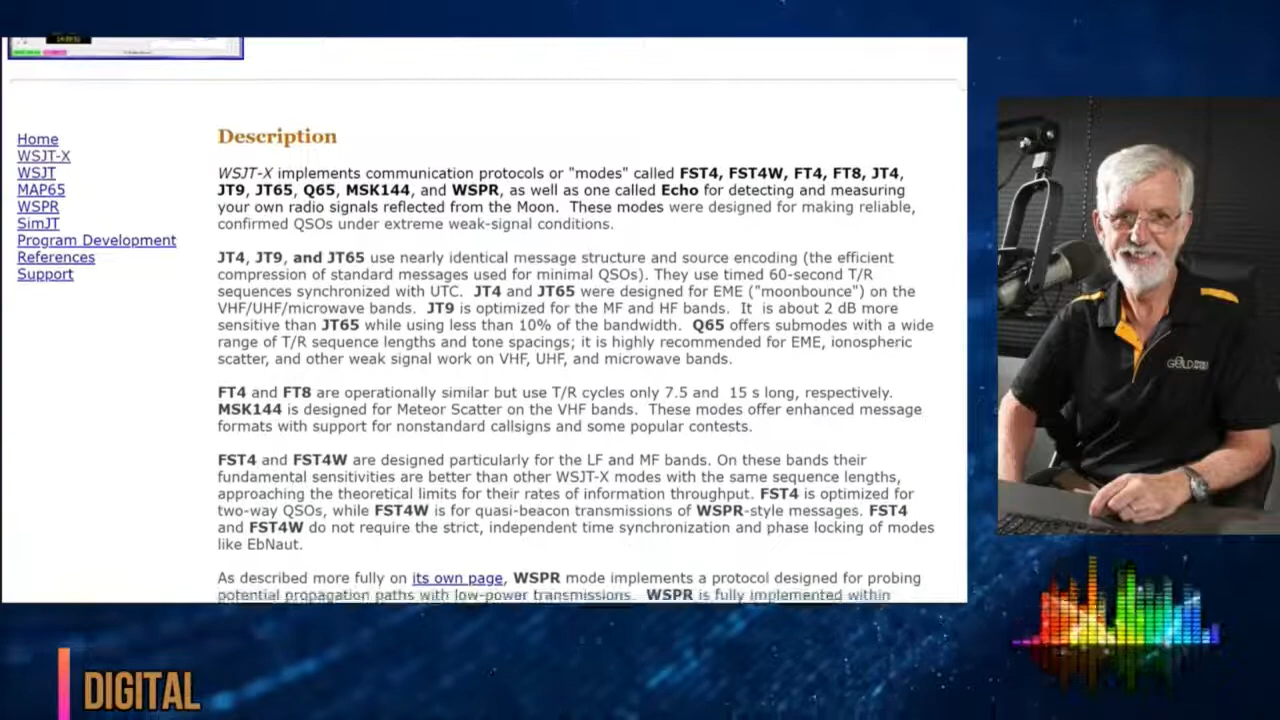 Home
WSJT-X
WSJT
MAP65
WSPR
SimJT
Program Development
References
Support
Description
WSJT-X implements communication protocols or "modes" called FST4, FST4W, FT4, FT8, JT4,
JT9, JT65, Q65, MSK144, and WSPR, as well as one called Echo for detecting and measuring
your own radio signals reflected from the Moon. These modes were designed for making reliable,
confirmed QSOs under extreme weak-signal conditions.
JT4, JT9, and JT65 use nearly identical message structure and source encoding (the efficient
compression of standard messages used for minimal QSOs). They use timed 60-second T/R
sequences synchronized with UTC. JT4 and JT65 were designed for EME ("moonbounce") on the
VHF/UHF/microwave bands. JT9 is optimized for the MF and HF bands. It is about 2 dB more
sensitive than JT65 while using less than 10% of the bandwidth. Q65 offers submodes with a wide
range of T/R sequence lengths and tone spacings; it is highly recommended for EME, ionospheric
scatter, and other weak signal work on VHF, UHF, and microwave bands.
FT4 and FT8 are operationally similar but use T/R cycles only 7.5 and 15 s long, respectively.
MSK144 is designed for Meteor Scatter on the VHF bands. These modes offer enhanced message
formats with support for nonstandard callsigns and some popular contests.
FST4 and FST4W are designed particularly for the LF and MF bands. On these bands their
fundamental sensitivities are better than other WSJT-X modes with the same sequence lengths,
approaching the theoretical limits for their rates of information throughput. FST4 is optimized for
two-way QSOs, while FST4W is for quasi-beacon transmissions of WSPR-style messages. FST4
and FST4W do not require the strict, independent time synchronization and phase locking of modes
like EbNaut.
As described more fully on its own page, WSPR mode implements a protocol designed for probing
potential propagation paths with low-power transmissions. WSPR is fully implemented within
DIGITAL